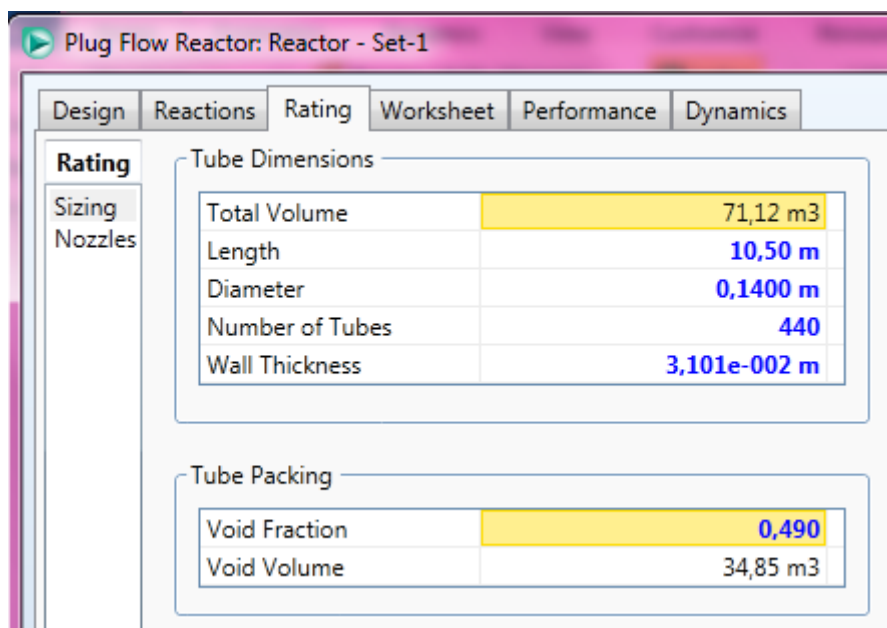 Plug Flow Reactor: Reactor - Set-1
Design Reactions Rating Worksheet Performance Dynamics
Rating
Sizing
Nozzles
Tube Dimensions
Total Volume 71,12 m3
Length 10,50 m
Diameter 0,1400 m
Number of Tubes 440
Wall Thickness 3,101e-002 m
Tube Packing
Void Fraction 0,490
Void Volume 34,85 m3